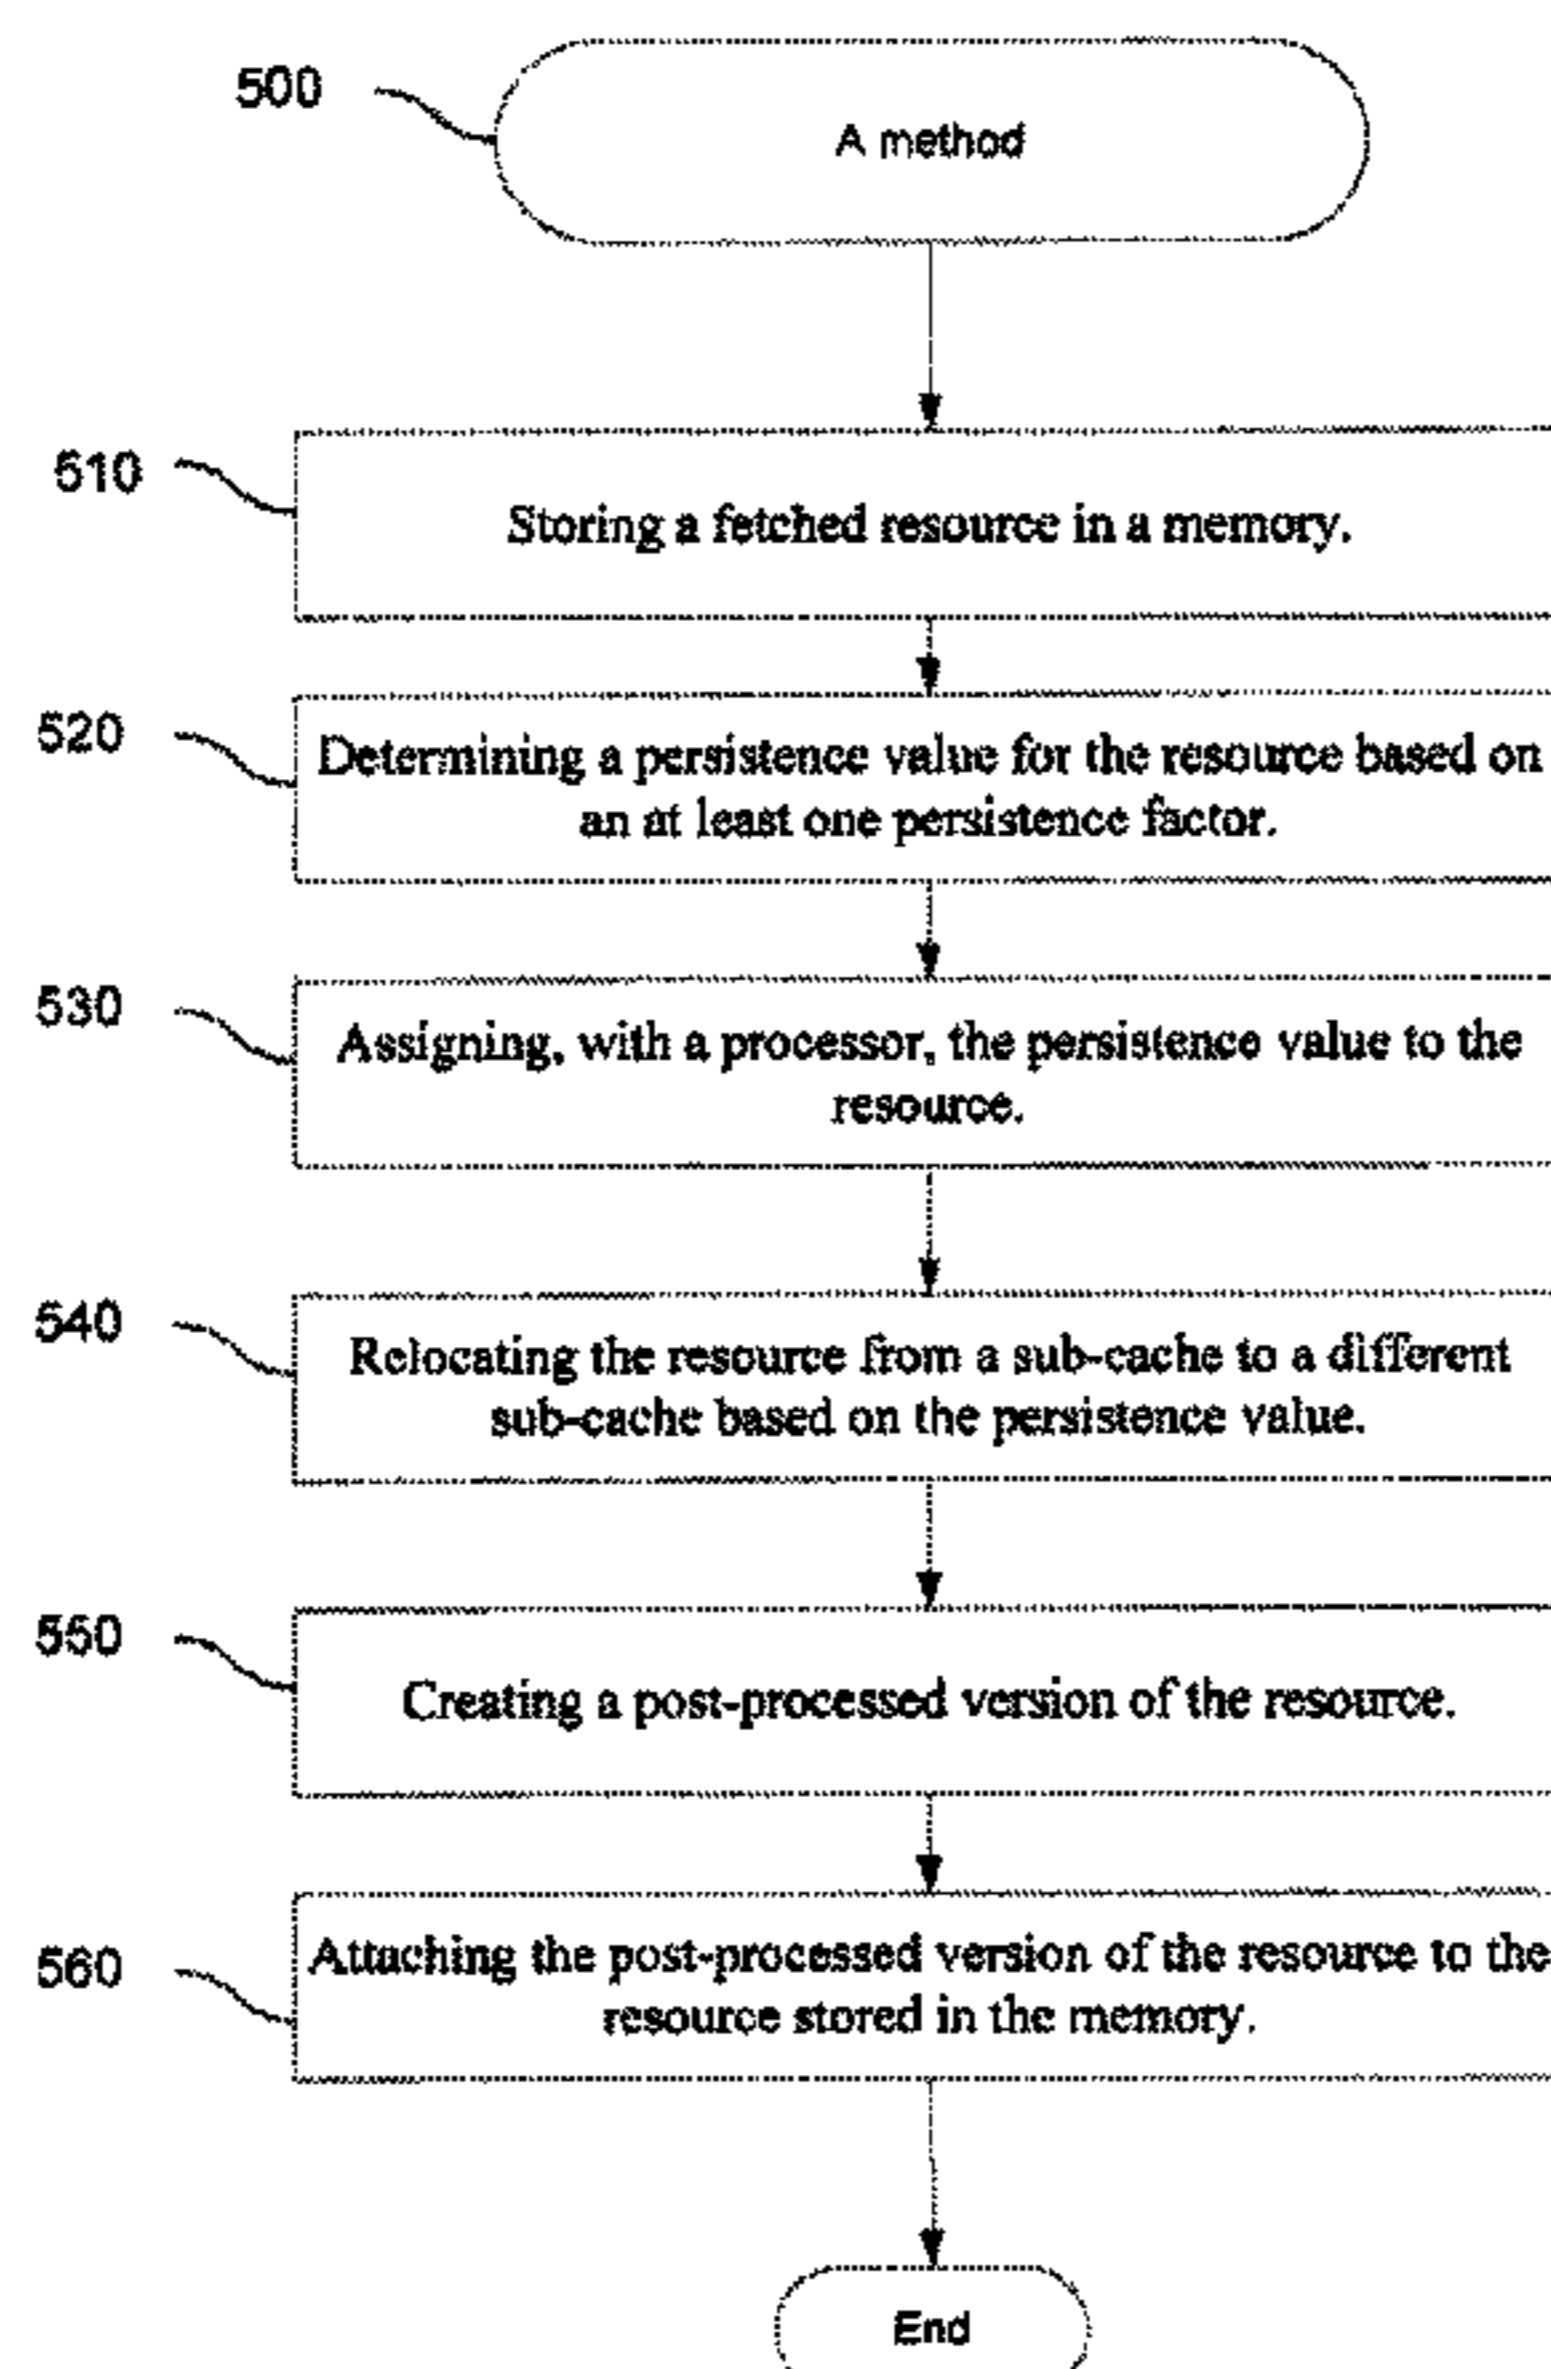 500
A method
510
Storing a fetched resource in a memory.
520
Determining a persistence value for the resource based on
an at least one persistence factor.
530
Assigning, with a processor, the persistence value to the
resource.
540
Relocating the resource from a sub-cache to a different
sub-cache based on the persistence value.
550
Creating a post-processed version of the resource.
560
Attaching the post-processed version of the resource to the
resource stored in the memory.
End